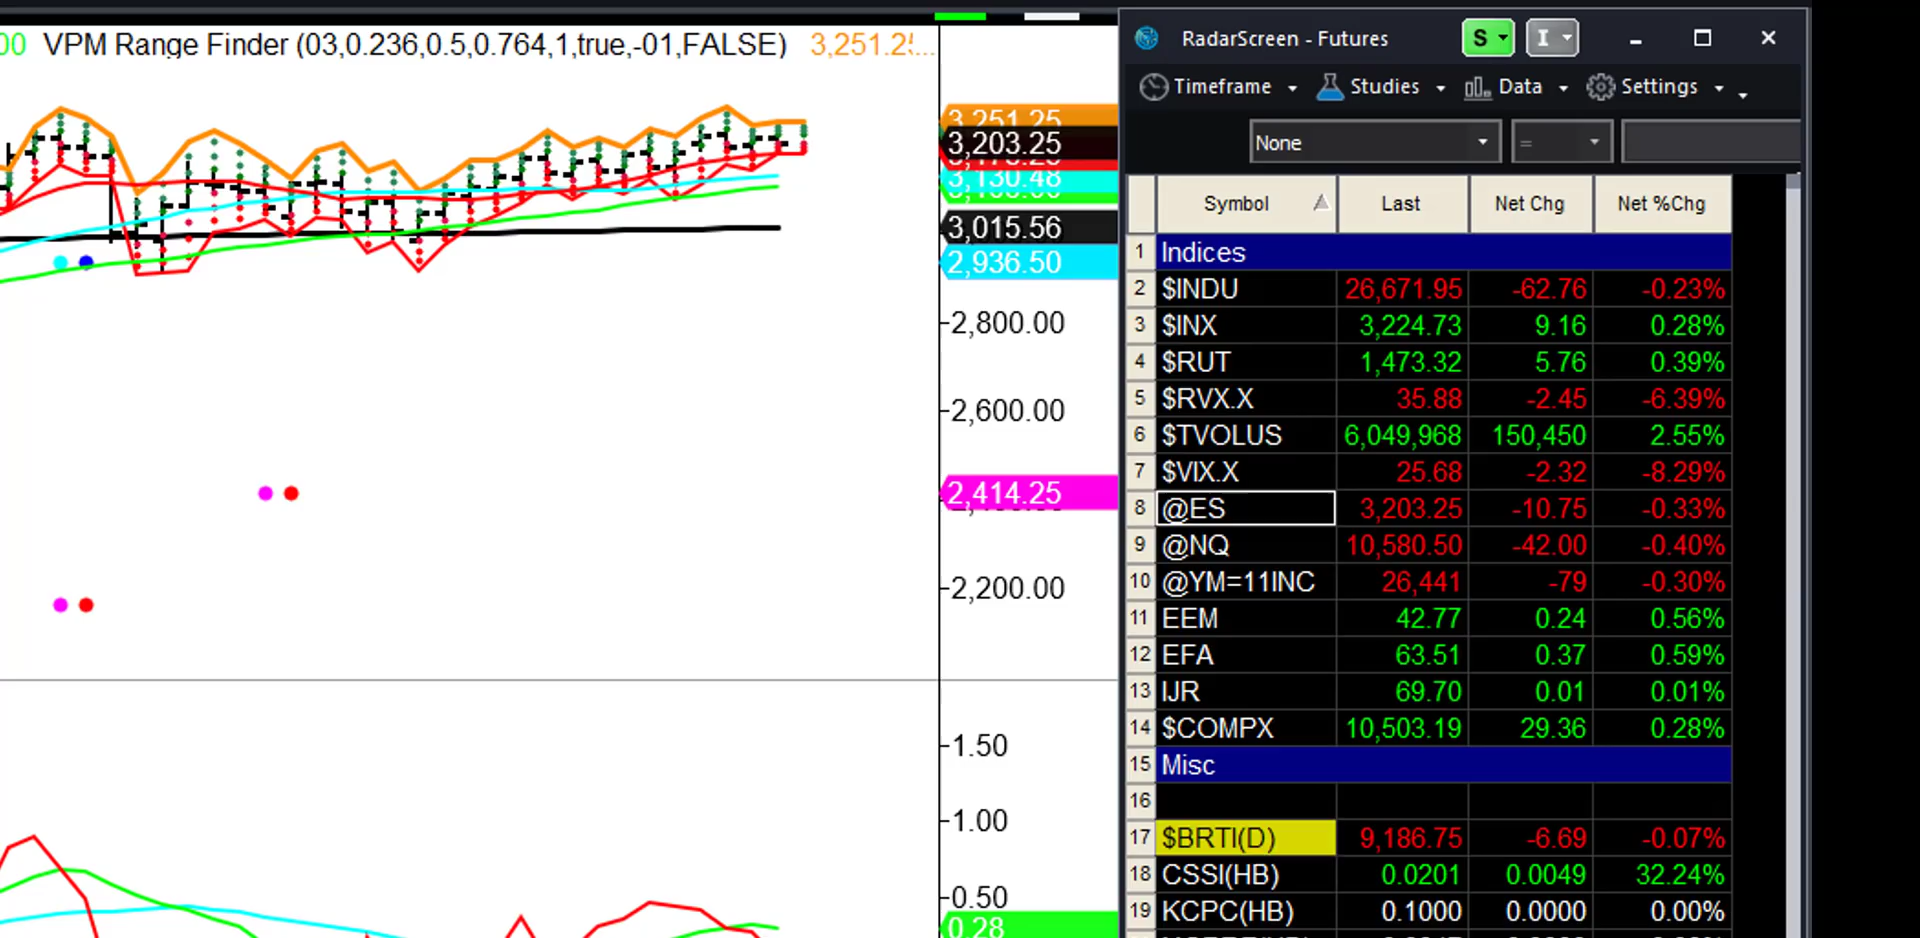 00 VPM Range Finder (03,0.236,0.5,0.764,1,true,-01,FALSE) 3,251.25...
3,251.25
3,203.25
3,130.48
3,015.56
2,936.50
2,800.00
2,600.00
2,414.25
2,200.00
1.50
1.00
0.50
0.28
RadarScreen - Futures S I
Timeframe Studies Data Settings
None =
Symbol Last Net Chg Net %Chg
1 Indices
2 $INDU 26,671.95 -62.76 -0.23%
3 $INX 3,224.73 9.16 0.28%
4 $RUT 1,473.32 5.76 0.39%
5 $RVX.X 35.88 -2.45 -6.39%
6 $TVOLUS 6,049,968 150,450 2.55%
7 $VIX.X 25.68 -2.32 -8.29%
8 @ES 3,203.25 -10.75 -0.33%
9 @NQ 10,580.50 -42.00 -0.40%
10 @YM=11INC 26,441 -79 -0.30%
11 EEM 42.77 0.24 0.56%
12 EFA 63.51 0.37 0.59%
13 IJR 69.70 0.01 0.01%
14 $COMPX 10,503.19 29.36 0.28%
15 Misc
16
17 $BRTI(D) 9,186.75 -6.69 -0.07%
18 CSSI(HB) 0.0201 0.0049 32.24%
19 KCPC(HB) 0.1000 0.0000 0.00%